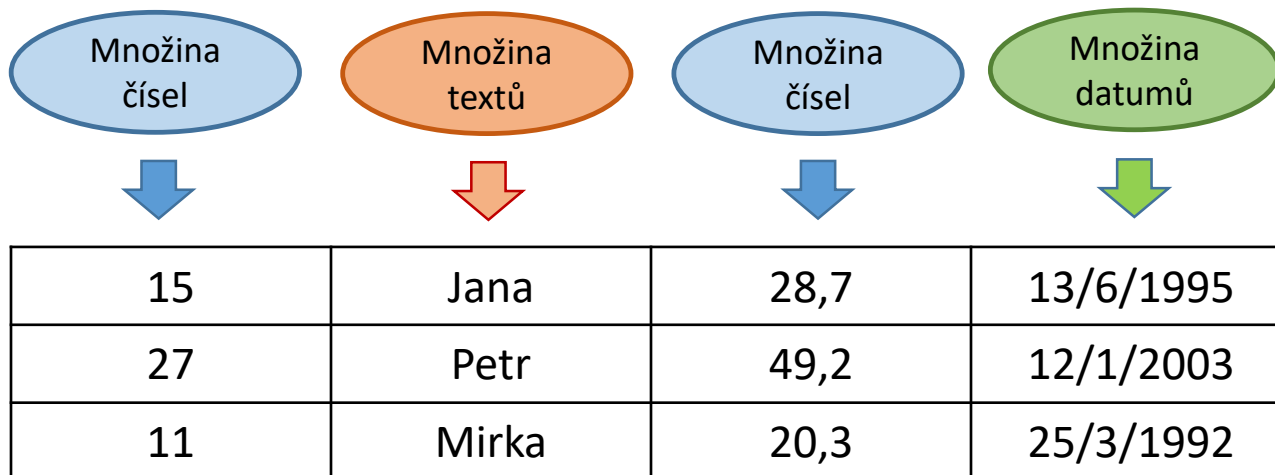 Množina
čísel
Množina
textů
Množina
čísel
Množina
datumů
15 Jana 28,7 13/6/1995
27 Petr 49,2 12/1/2003
11 Mirka 20,3 25/3/1992